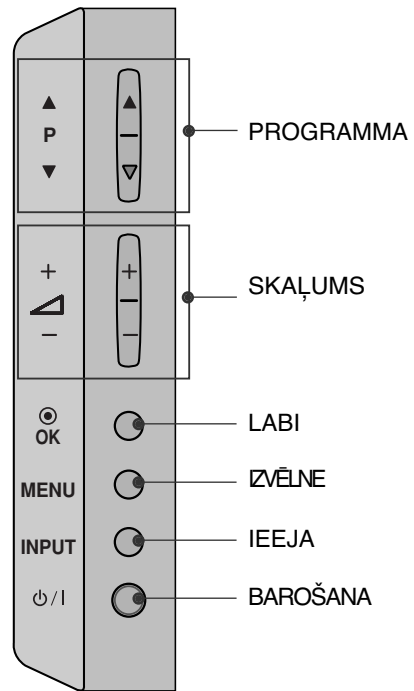 ▲
P
▼
PROGRAMMA
+
-
SKAĻUMS
OK
LABI
MENU
IZVĒLNE
INPUT
IEEJA
⏻/I
BAROŠANA